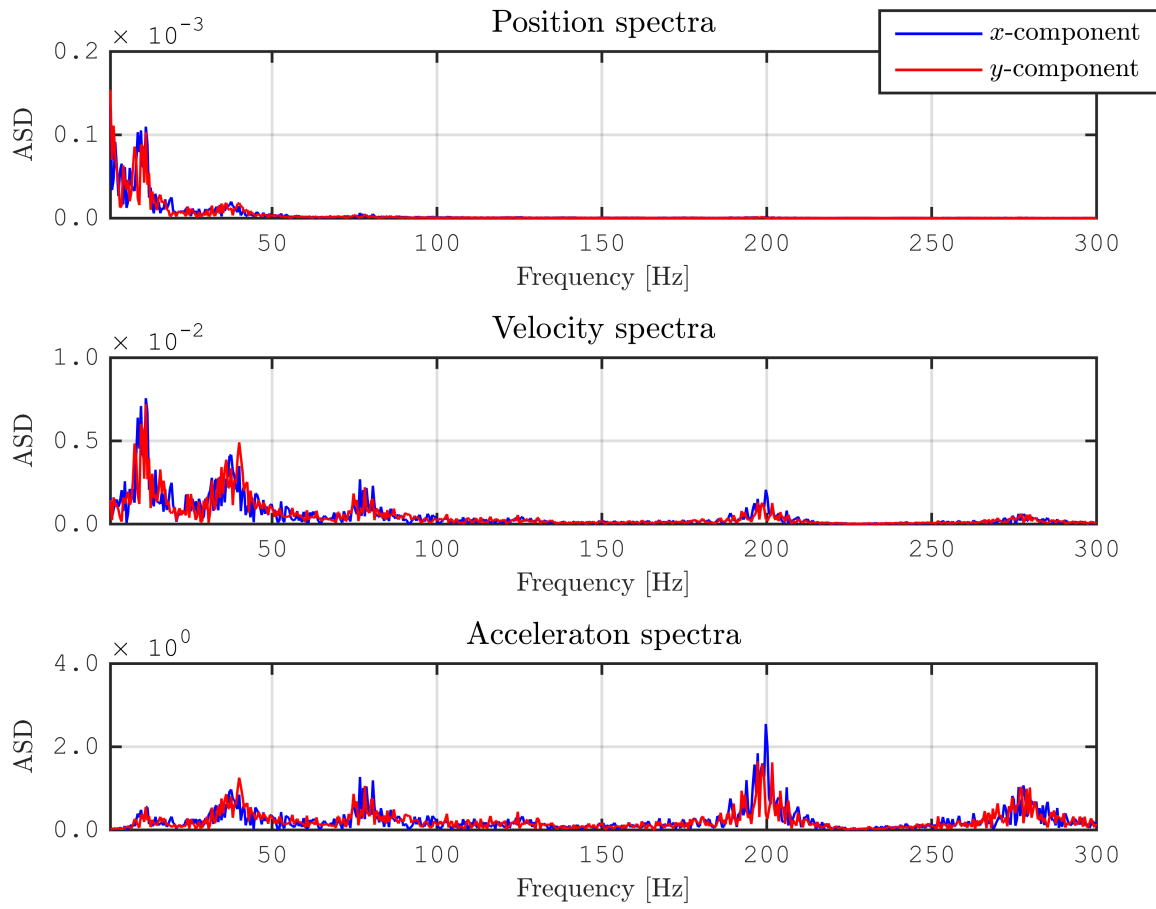 Position spectra
× 10⁻³
x-component
y-component
0.2
0.1
0.0
ASD
50 100 150 200 250 300
Frequency [Hz]
Velocity spectra
× 10⁻²
1.0
0.5
0.0
ASD
50 100 150 200 250 300
Frequency [Hz]
Acceleraton spectra
× 10⁰
4.0
2.0
0.0
ASD
50 100 150 200 250 300
Frequency [Hz]